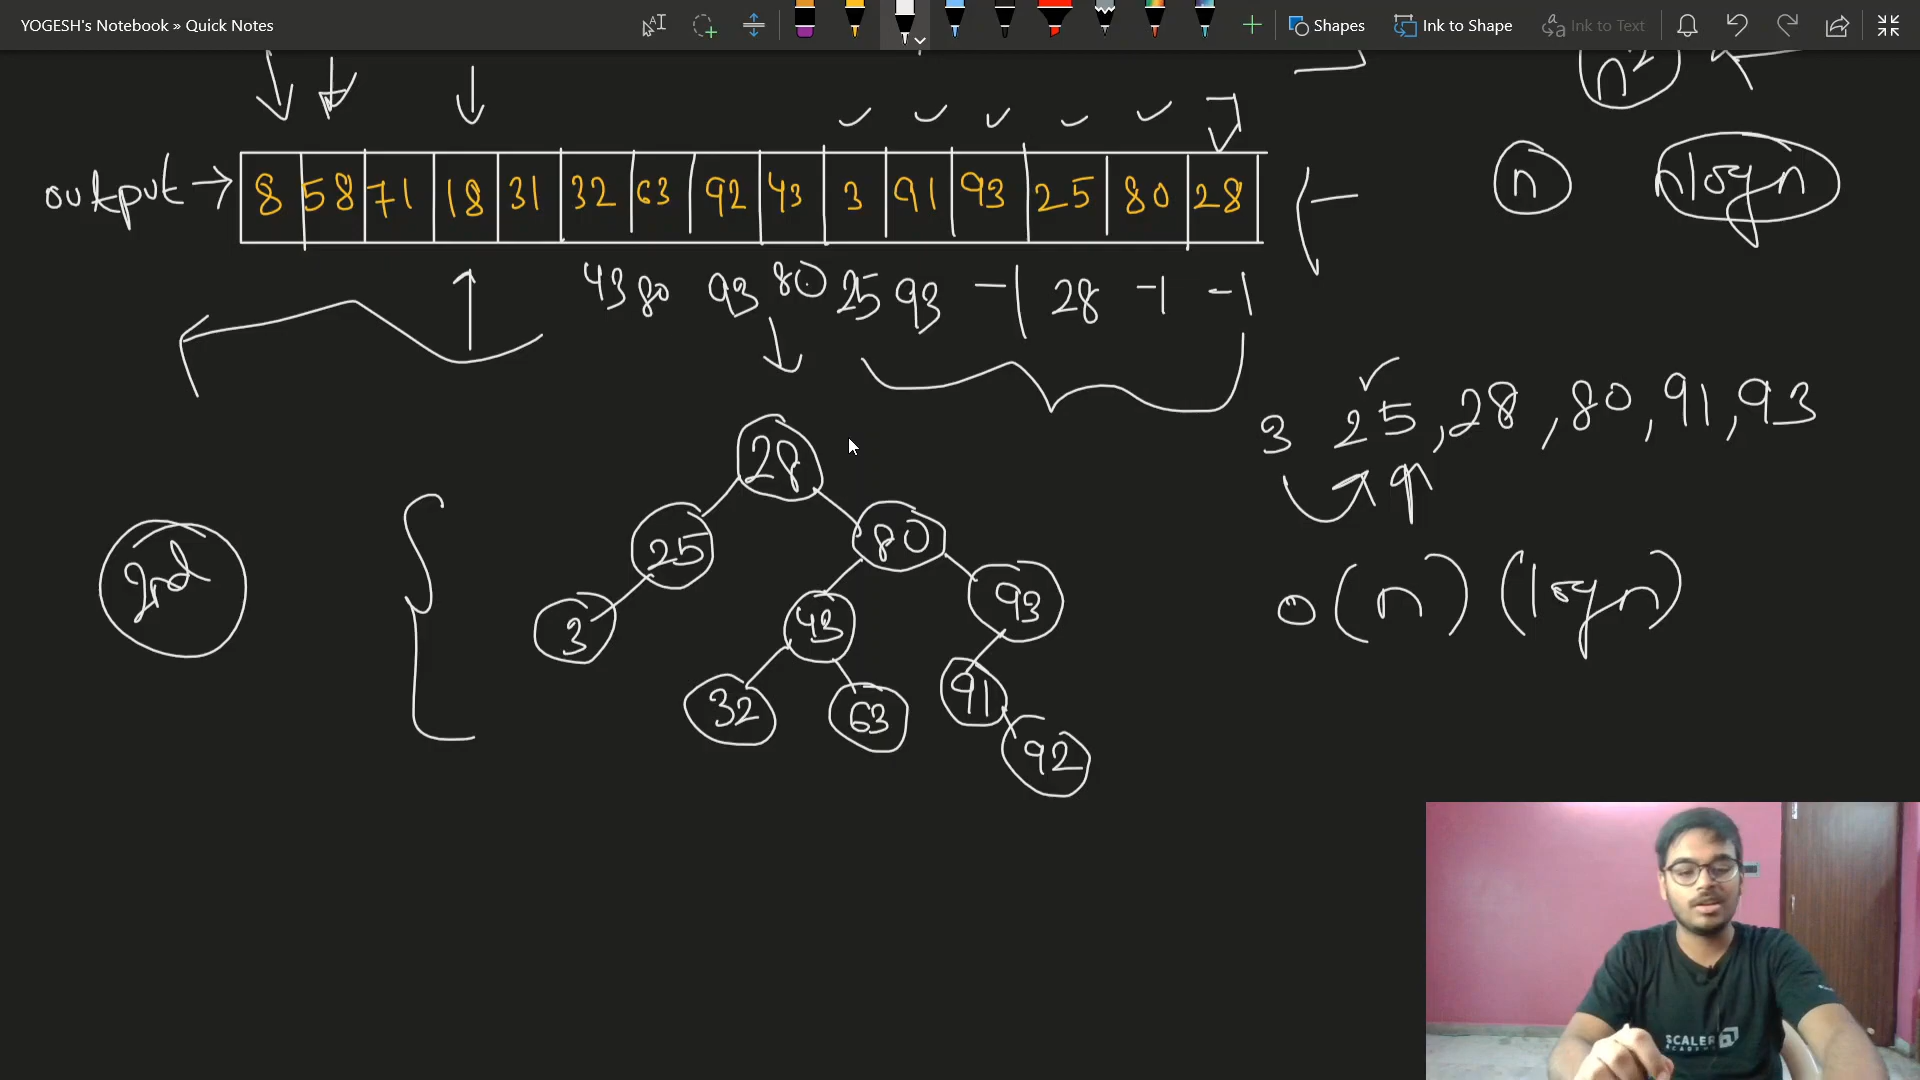 YOGESH's Notebook » Quick Notes
Shapes
Ink to Shape
Ink to Text
n²
n
nlogn
output → 8 58 71 18 31 32 63 92 43 3 91 93 25 80 28
43 80 93 80 25 93 -1 28 -1 -1
3 25, 28, 80, 91, 93
28
25 80
2nd
3 43 93
O(n) (logn)
32 63 91
92
SCALER